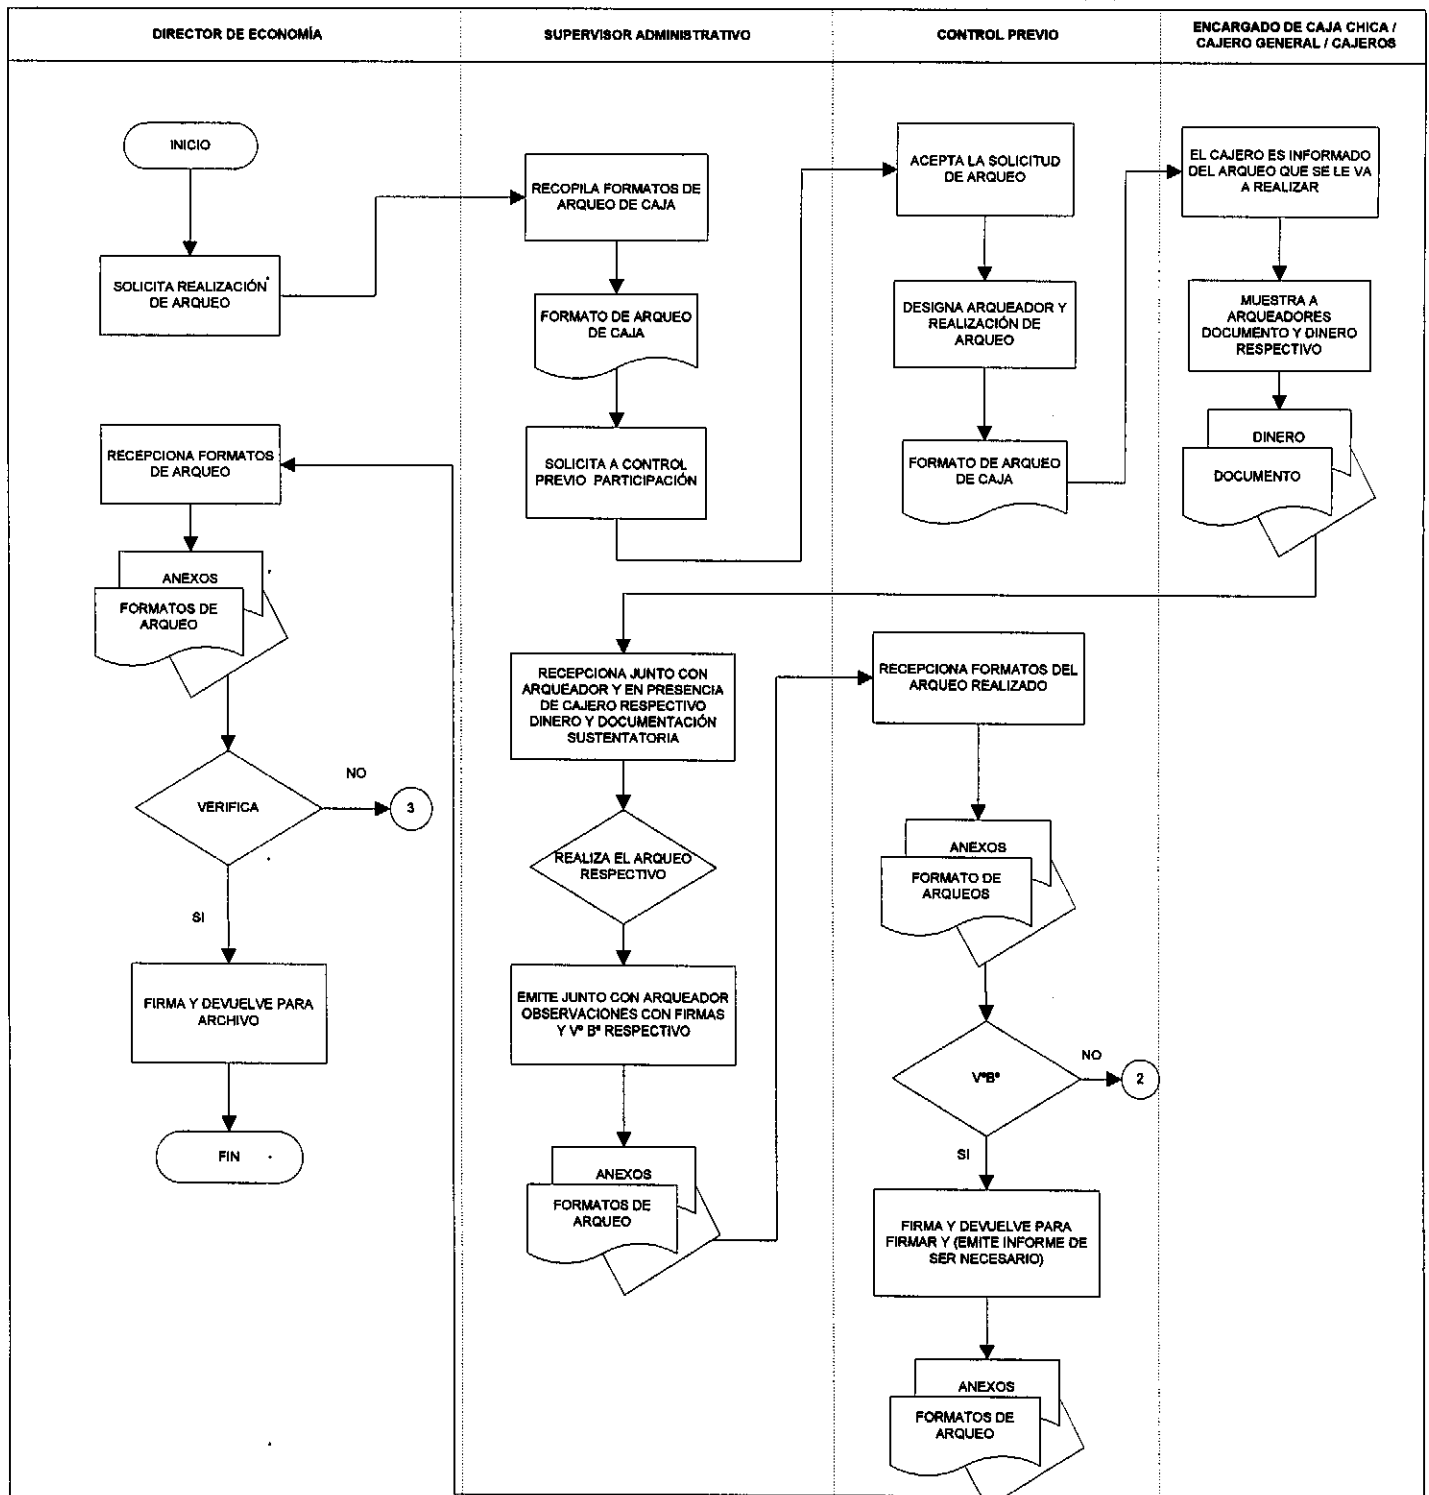 DIRECTOR DE ECONOMÍA
SUPERVISOR ADMINISTRATIVO
CONTROL PREVIO
ENCARGADO DE CAJA CHICA /
CAJERO GENERAL / CAJEROS
INICIO
SOLICITA REALIZACIÓN
DE ARQUEO
RECOPILA FORMATOS DE
ARQUEO DE CAJA
FORMATO DE ARQUEO
DE CAJA
SOLICITA A CONTROL
PREVIO PARTICIPACIÓN
ACEPTA LA SOLICITUD
DE ARQUEO
DESIGNA ARQUEADOR Y
REALIZACIÓN DE
ARQUEO
FORMATO DE ARQUEO
DE CAJA
EL CAJERO ES INFORMADO
DEL ARQUEO QUE SE LE VA
A REALIZAR
MUESTRA A
ARQUEADORES
DOCUMENTO Y DINERO
RESPECTIVO
DINERO
DOCUMENTO
RECEPCIONA JUNTO CON
ARQUEADOR Y EN PRESENCIA
DE CAJERO RESPECTIVO
DINERO Y DOCUMENTACIÓN
SUSTENTATORIA
REALIZA EL ARQUEO
RESPECTIVO
EMITE JUNTO CON ARQUEADOR
OBSERVACIONES CON FIRMAS
Y Vº Bº RESPECTIVO
ANEXOS
FORMATOS DE
ARQUEO
RECEPCIONA FORMATOS DEL
ARQUEO REALIZADO
ANEXOS
FORMATO DE
ARQUEOS
VºBº
NO
2
SI
FIRMA Y DEVUELVE PARA
FIRMAR Y (EMITE INFORME DE
SER NECESARIO)
ANEXOS
FORMATOS DE
ARQUEO
RECEPCIONA FORMATOS
DE ARQUEO
ANEXOS
FORMATOS DE
ARQUEO
VERIFICA
NO
3
SI
FIRMA Y DEVUELVE PARA
ARCHIVO
FIN